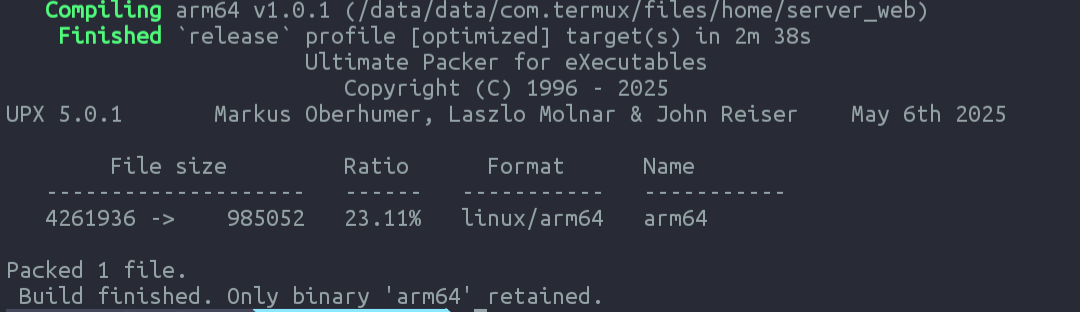 Compiling arm64 v1.0.1 (/data/data/com.termux/files/home/server_web)
Finished `release` profile [optimized] target(s) in 2m 38s
Ultimate Packer for eXecutables
Copyright (C) 1996 - 2025
UPX 5.0.1       Markus Oberhumer, Laszlo Molnar & John Reiser    May 6th 2025
File size         Ratio      Format      Name
--------------------   ------   -----------   -----------
4261936 ->    985052   23.11%   linux/arm64   arm64
Packed 1 file.
Build finished. Only binary 'arm64' retained.